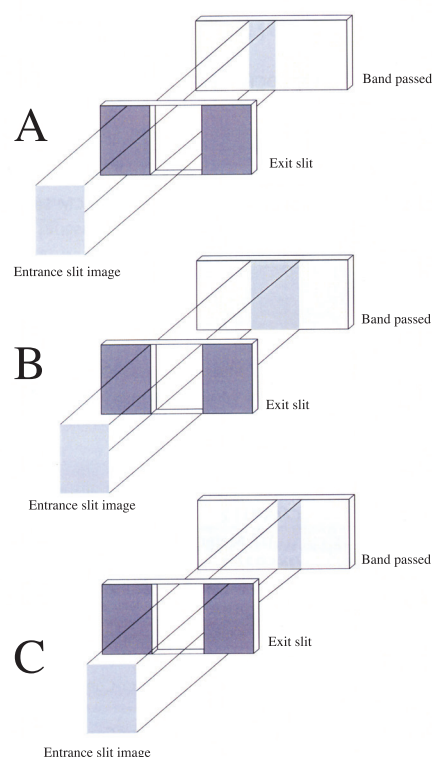 Band passed
A
Exit slit
Entrance slit image
Band passed
B
Exit slit
Entrance slit image
Band passed
Exit slit
C
Entrance slit image